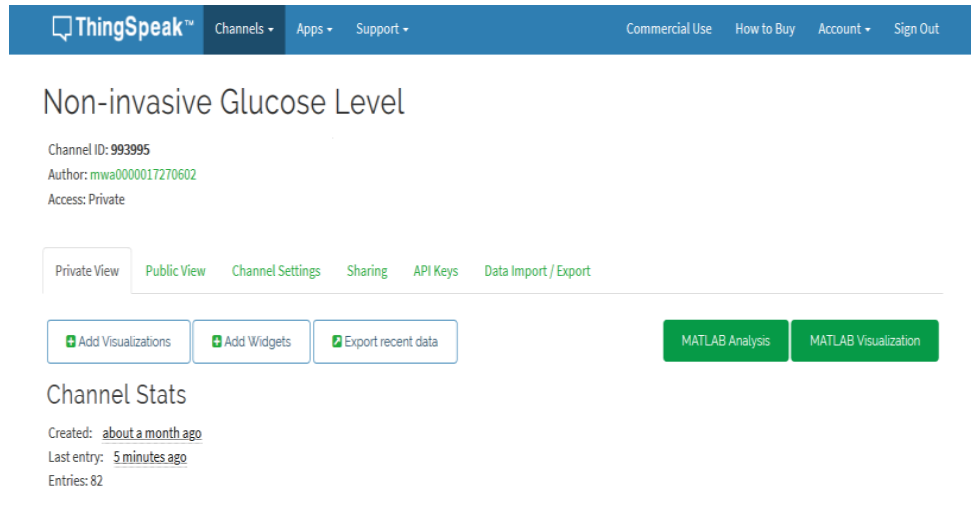 ThingSpeak™ Channels Apps Support Commercial Use How to Buy Account Sign Out
Non-invasive Glucose Level
Channel ID: 993995
Author: mwa0000017270602
Access: Private
Private View Public View Channel Settings Sharing API Keys Data Import / Export
Add Visualizations Add Widgets Export recent data MATLAB Analysis MATLAB Visualization
Channel Stats
Created: about a month ago
Last entry: 5 minutes ago
Entries: 82